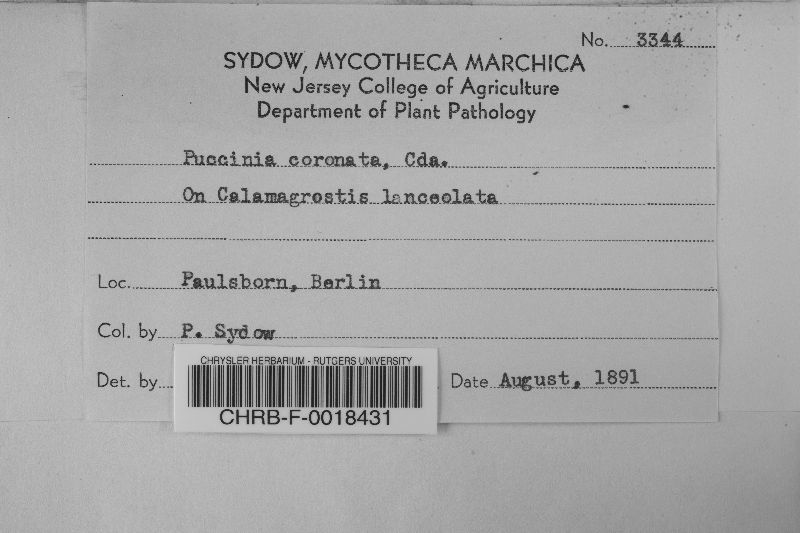 No. 3344
SYDOW, MYCOTHECA MARCHICA
New Jersey College of Agriculture
Department of Plant Pathology
Puccinia coronata, Cda.
On Calamagrostis lanceolata
Loc. Paulsborn, Berlin
Col. by P. Sydow
Det. by
Date August, 1891
CHRYSLER HERBARIUM - RUTGERS UNIVERSITY
CHRB-F-0018431